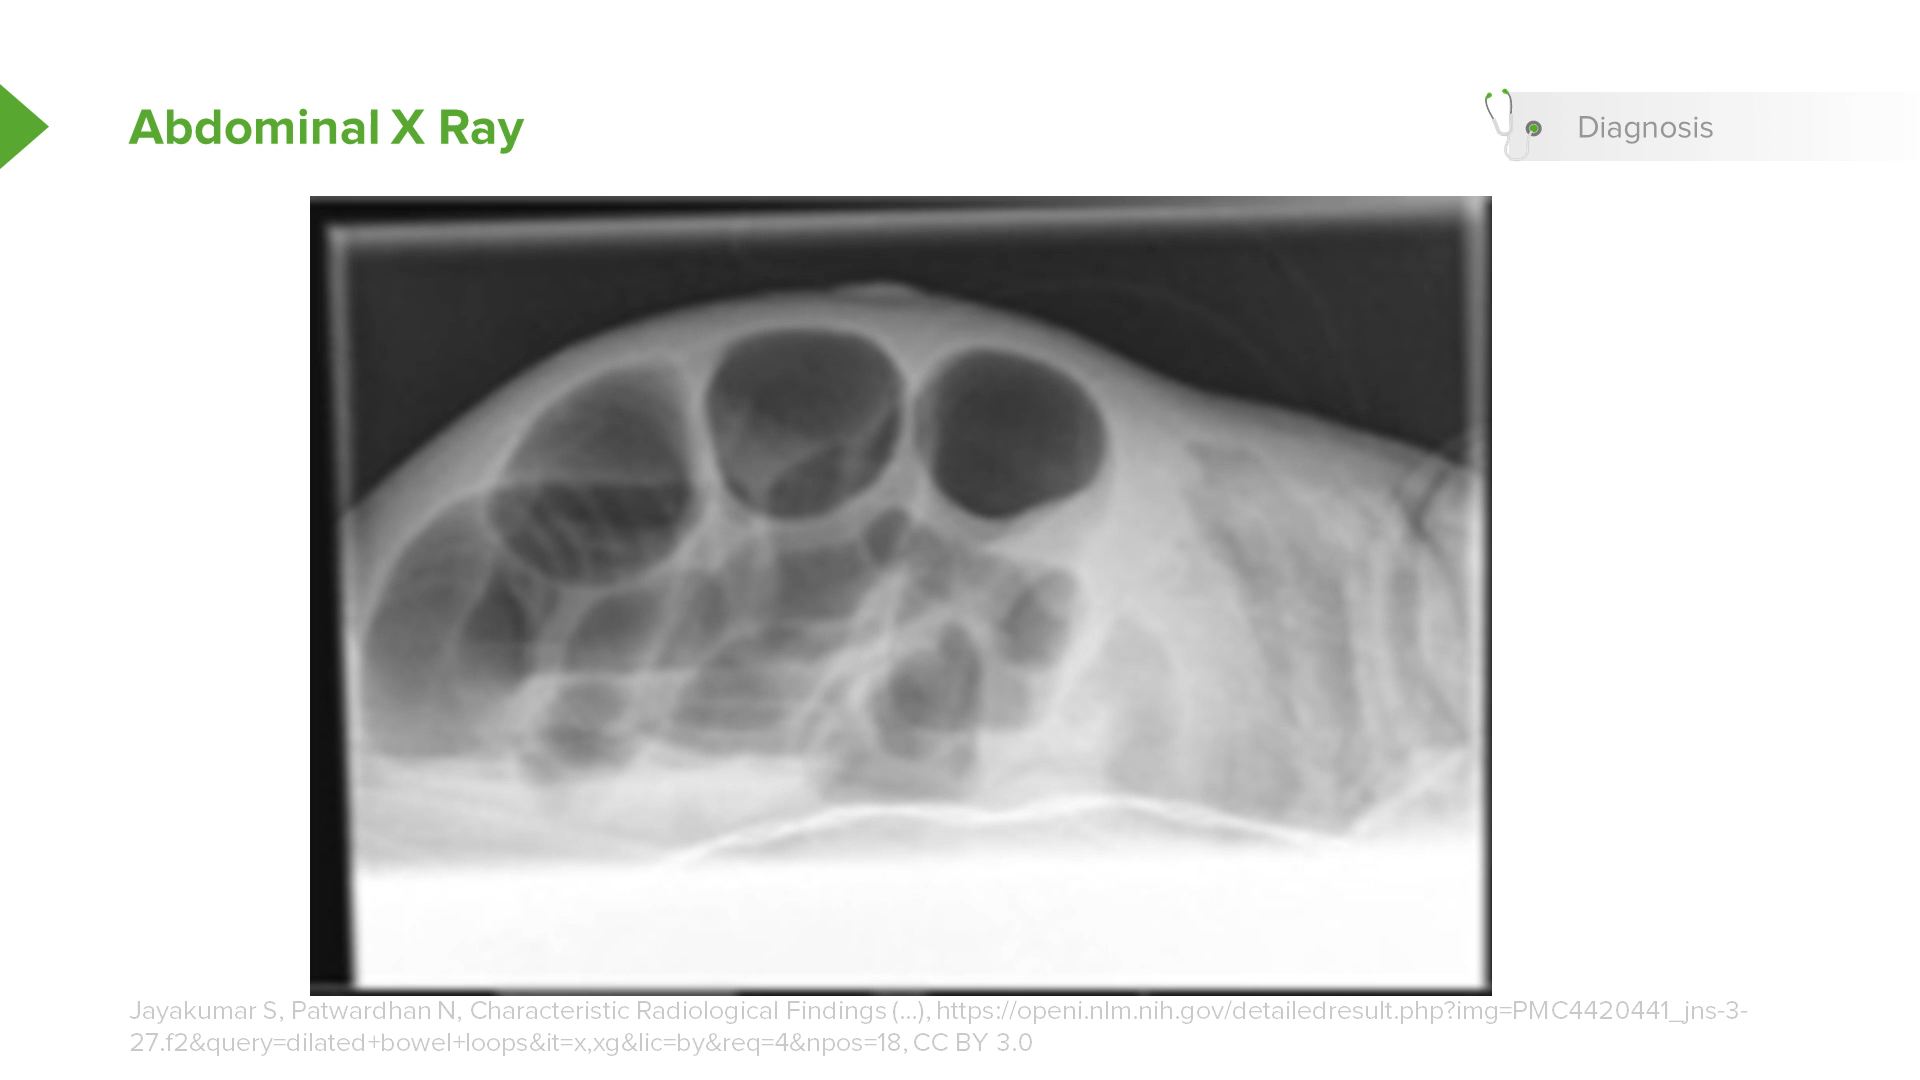 Abdominal X Ray
Diagnosis
Jayakumar S, Patwardhan N, Characteristic Radiological Findings (...), https://openi.nlm.nih.gov/detailedresult.php?img=PMC4420441_jns-3-
27.f2&query=dilated+bowel+loops&it=x,xg&lic=by&req=4&npos=18, CC BY 3.0